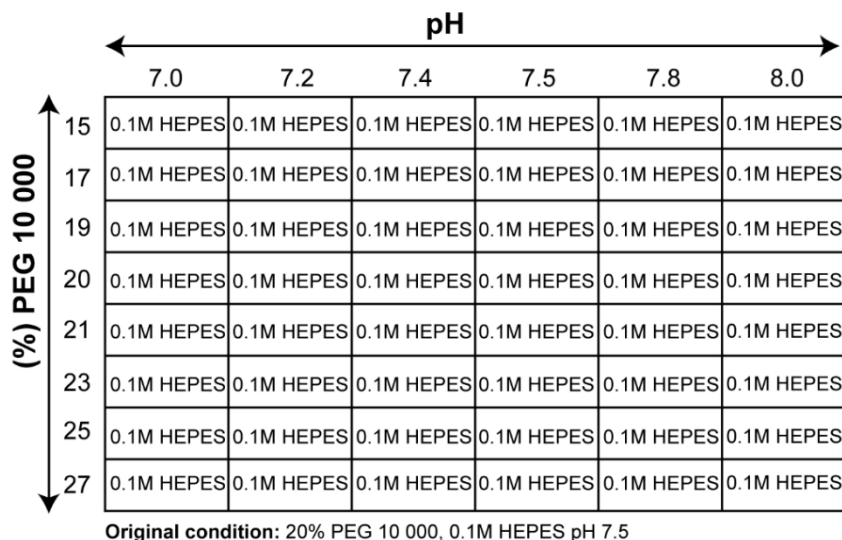 pH
7.0 7.2 7.4 7.5 7.8 8.0
(%) PEG 10 000
15 0.1M HEPES 0.1M HEPES 0.1M HEPES 0.1M HEPES 0.1M HEPES 0.1M HEPES
17 0.1M HEPES 0.1M HEPES 0.1M HEPES 0.1M HEPES 0.1M HEPES 0.1M HEPES
19 0.1M HEPES 0.1M HEPES 0.1M HEPES 0.1M HEPES 0.1M HEPES 0.1M HEPES
20 0.1M HEPES 0.1M HEPES 0.1M HEPES 0.1M HEPES 0.1M HEPES 0.1M HEPES
21 0.1M HEPES 0.1M HEPES 0.1M HEPES 0.1M HEPES 0.1M HEPES 0.1M HEPES
23 0.1M HEPES 0.1M HEPES 0.1M HEPES 0.1M HEPES 0.1M HEPES 0.1M HEPES
25 0.1M HEPES 0.1M HEPES 0.1M HEPES 0.1M HEPES 0.1M HEPES 0.1M HEPES
27 0.1M HEPES 0.1M HEPES 0.1M HEPES 0.1M HEPES 0.1M HEPES 0.1M HEPES
Original condition: 20% PEG 10 000, 0.1M HEPES pH 7.5